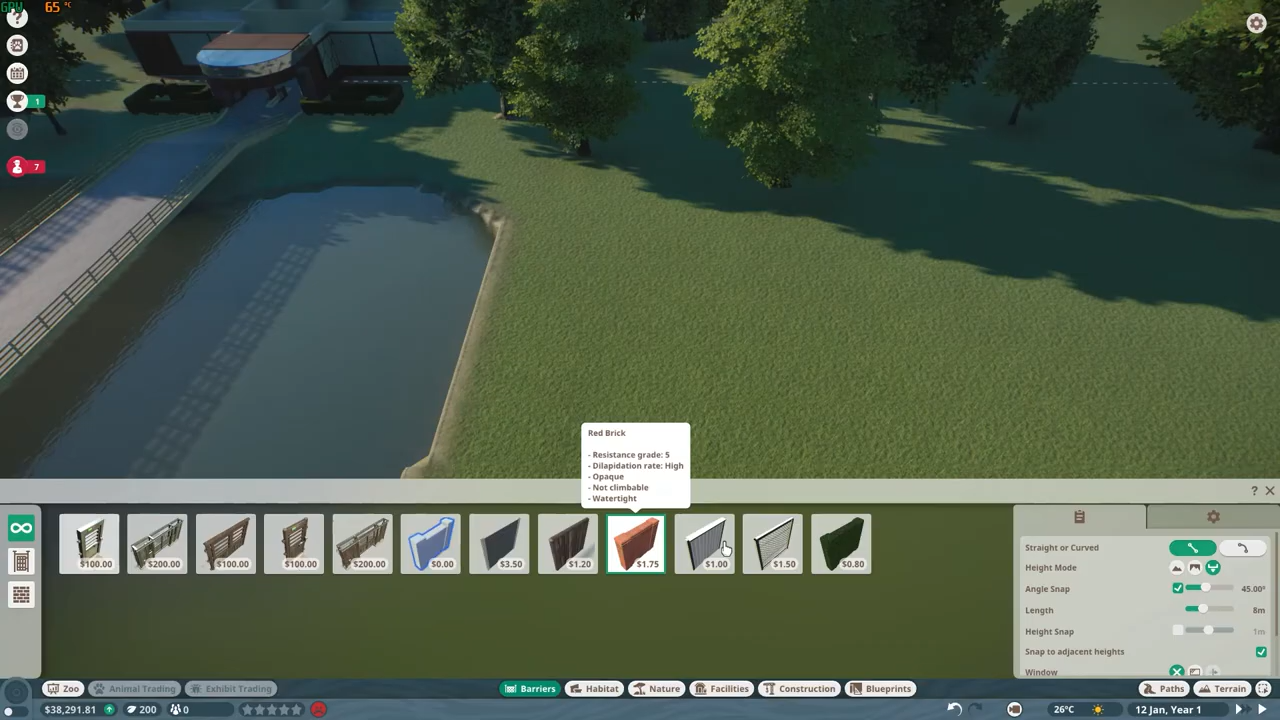 GPU 65 °C
?
1
7
Red Brick
- Resistance grade: 5
- Dilapidation rate: High
- Opaque
- Not climbable
- Watertight
? ×
$100.00 $200.00 $100.00 $100.00 $200.00 $0.00 $3.50 $1.20 $1.75 $1.00 $1.50 $0.80
Straight or Curved
Height Mode
Angle Snap 45.00°
Length 8m
Height Snap 1m
Snap to adjacent heights
Window
Zoo Animal Trading Exhibit Trading Barriers Habitat Nature Facilities Construction Blueprints Paths Terrain
$38,291.81 200 0 26°C 12 Jan, Year 1